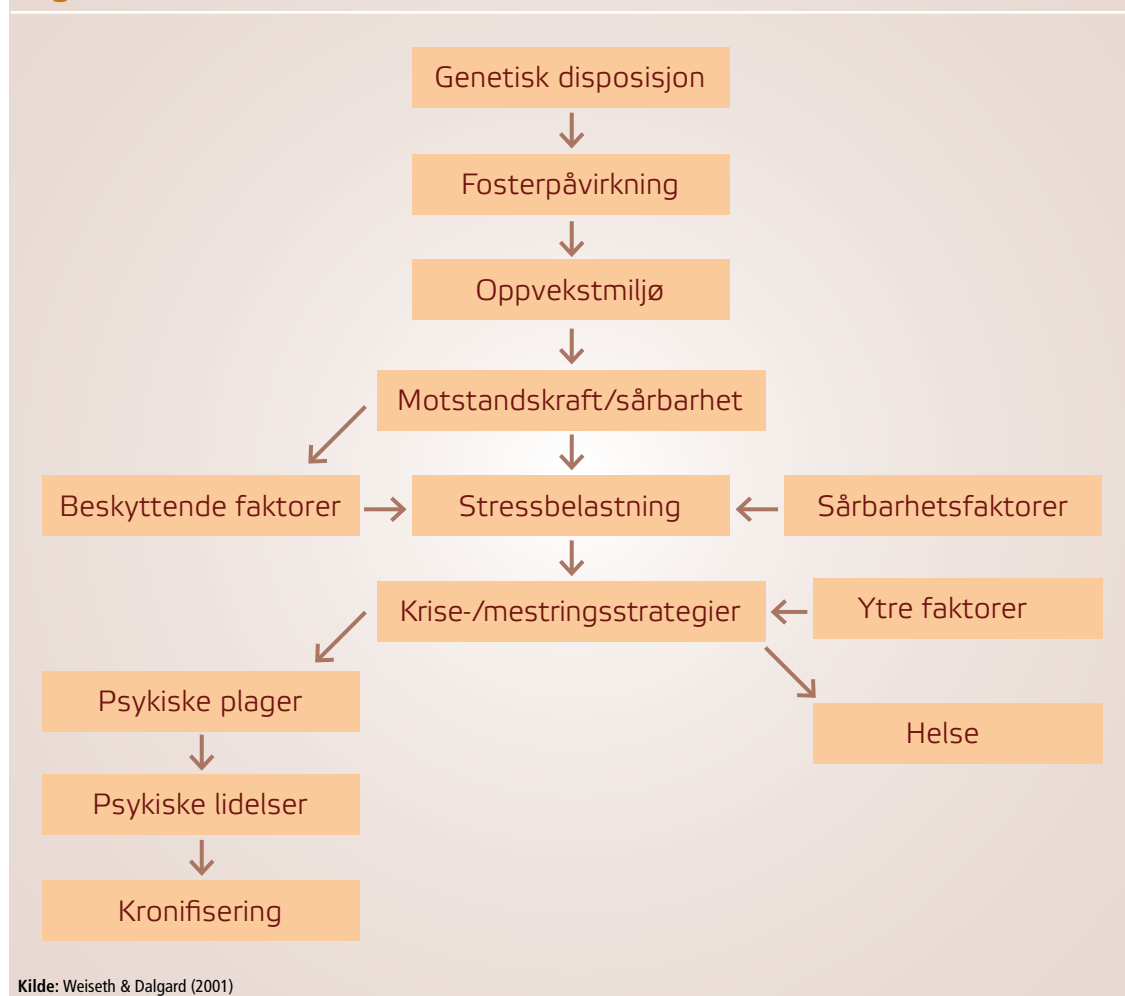 Genetisk disposisjon
Fosterpåvirkning
Oppvekstmiljø
Motstandskraft/sårbarhet
Beskyttende faktorer
Stressbelastning
Sårbarhetsfaktorer
Krise-/mestringsstrategier
Ytre faktorer
Psykiske plager
Helse
Psykiske lidelser
Kronifisering
Kilde: Weiseth & Dalgard (2001)